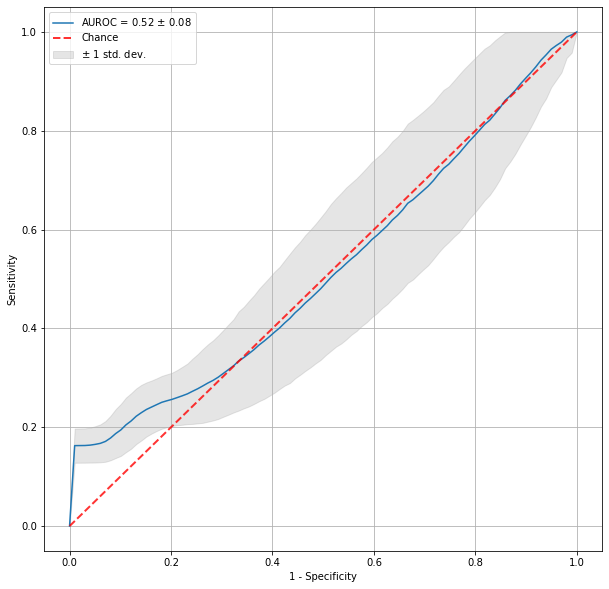 AUROC = 0.52 ± 0.08
Chance
± 1 std. dev.
1.0
0.8
0.6
0.4
0.2
0.0
Sensitivity
0.0 0.2 0.4 0.6 0.8 1.0
1 - Specificity